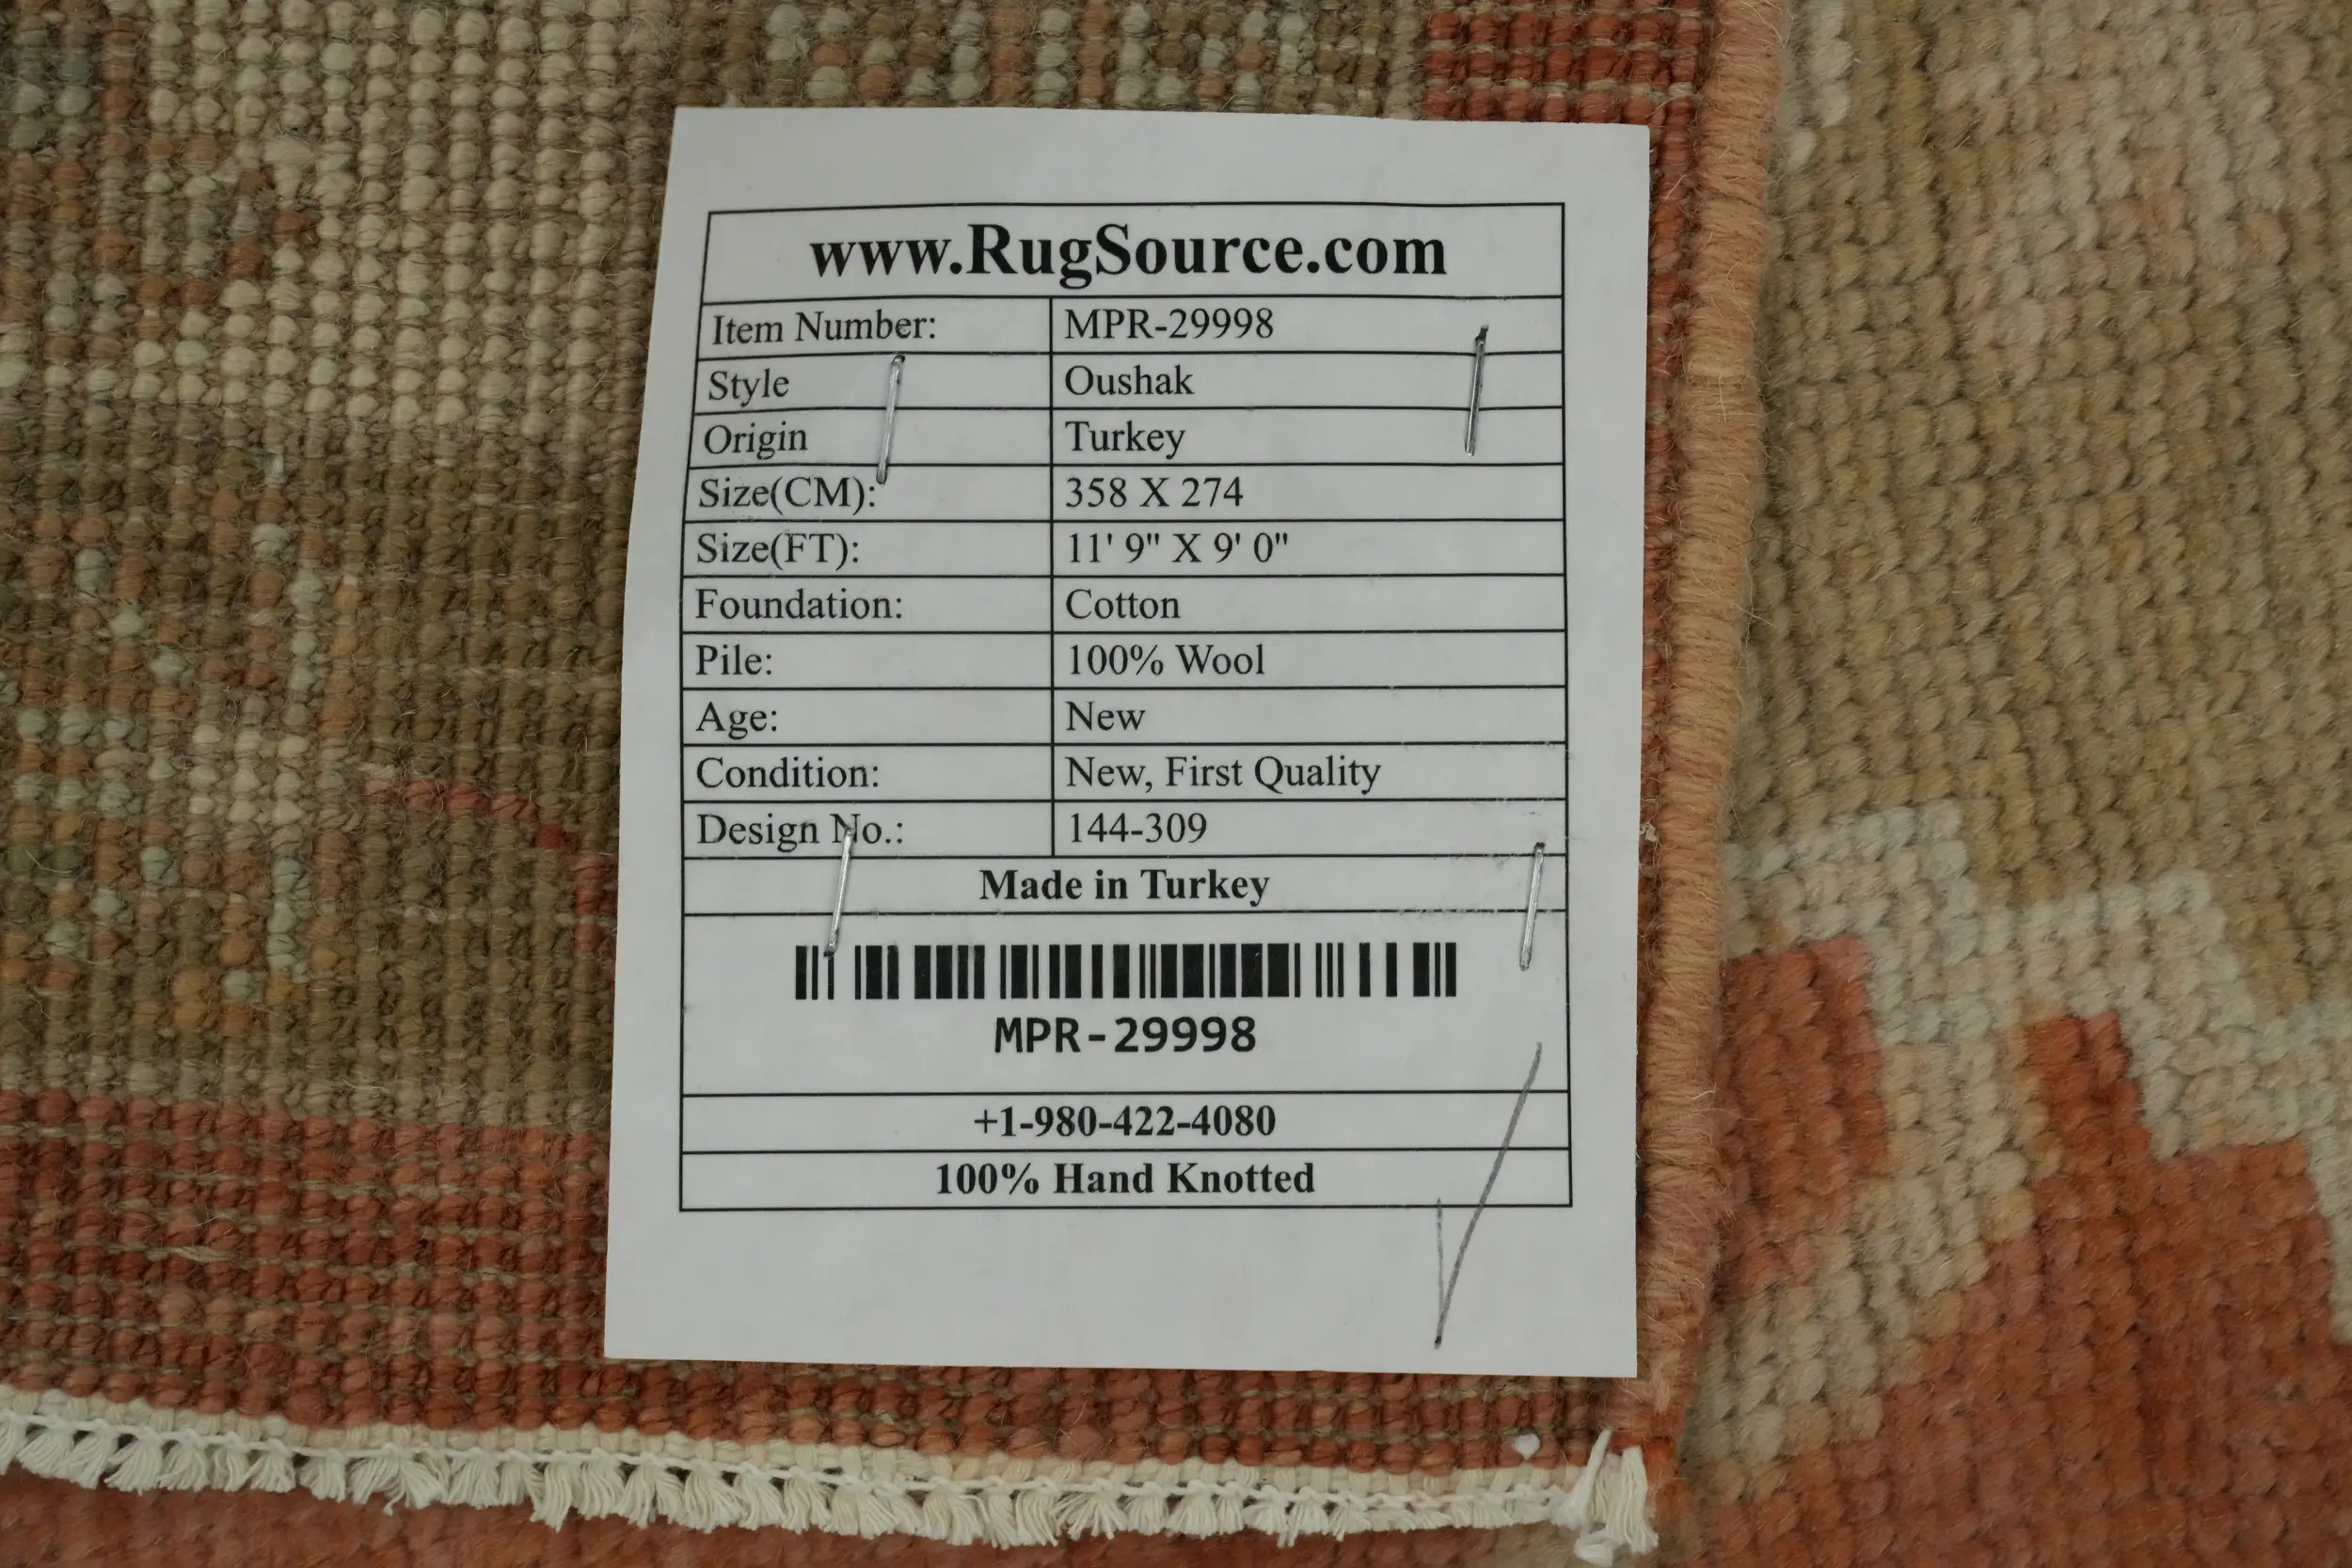 www.RugSource.com
Item Number: MPR-29998
Style Oushak
Origin Turkey
Size(CM): 358 X 274
Size(FT): 11' 9" X 9' 0"
Foundation: Cotton
Pile: 100% Wool
Age: New
Condition: New, First Quality
Design No.: 144-309
Made in Turkey
MPR-29998
+1-980-422-4080
100% Hand Knotted